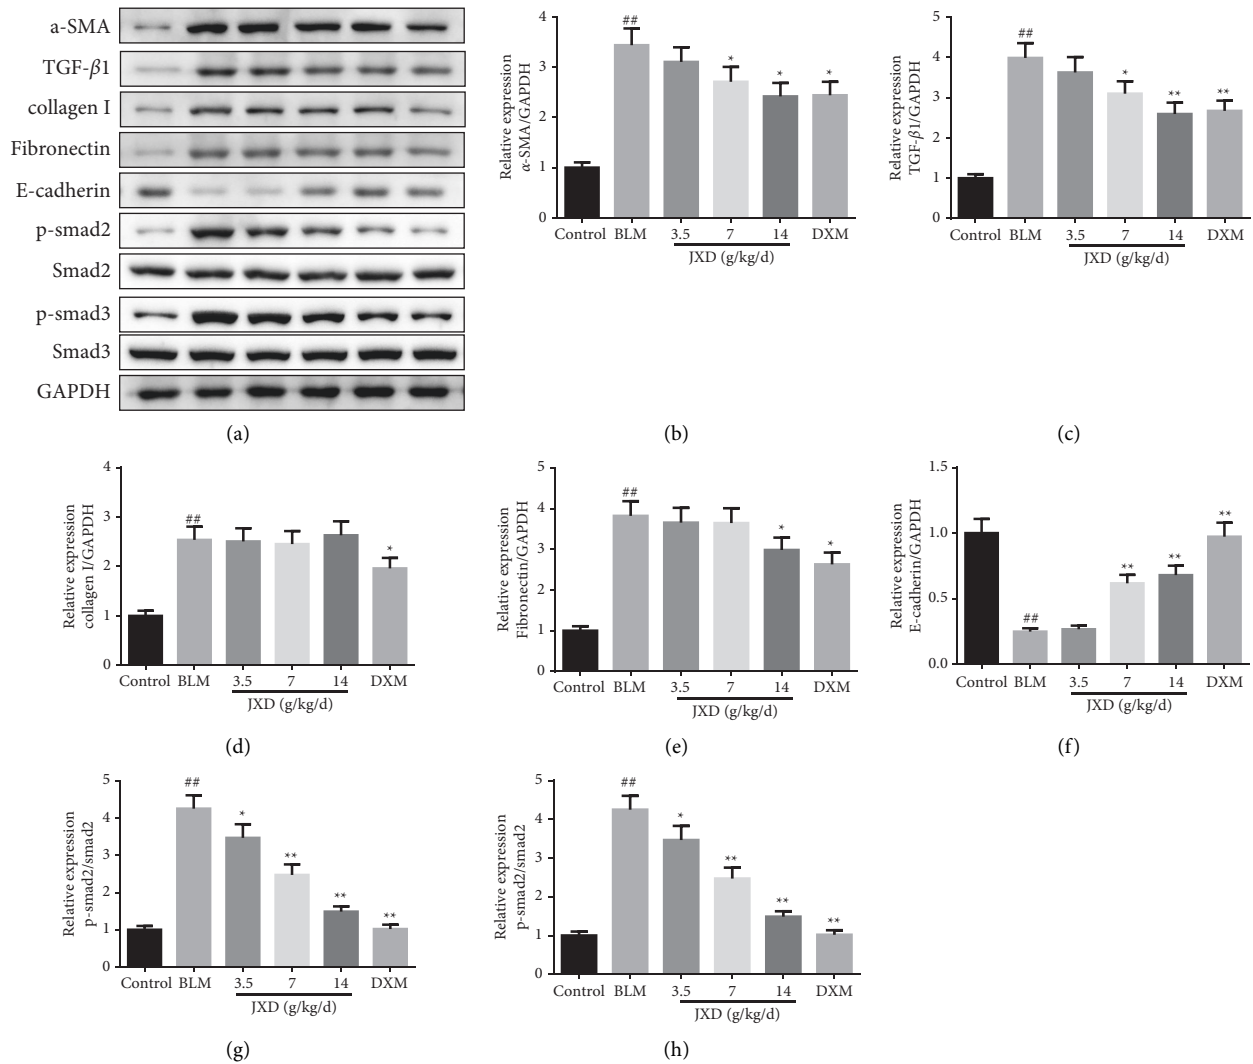 a-SMA
TGF-β1
collagen I
Fibronectin
E-cadherin
p-smad2
Smad2
p-smad3
Smad3
GAPDH
(a)
Relative expression
α-SMA/GAPDH
4
3
2
1
0
##
*
*
*
Control BLM 3.5 7 14 DXM
JXD (g/kg/d)
(b)
Relative expression
TGF-β1/GAPDH
5
4
3
2
1
0
##
*
**
**
Control BLM 3.5 7 14 DXM
JXD (g/kg/d)
(c)
Relative expression
collagen I/GAPDH
4
3
2
1
0
##
*
Control BLM 3.5 7 14 DXM
JXD (g/kg/d)
(d)
Relative expression
Fibronectin/GAPDH
5
4
3
2
1
0
##
*
*
Control BLM 3.5 7 14 DXM
JXD (g/kg/d)
(e)
Relative expression
E-cadherin/GAPDH
1.5
1.0
0.5
0.0
##
**
**
**
Control BLM 3.5 7 14 DXM
JXD (g/kg/d)
(f)
Relative expression
p-smad2/smad2
5
4
3
2
1
0
##
*
**
**
**
Control BLM 3.5 7 14 DXM
JXD (g/kg/d)
(g)
Relative expression
p-smad2/smad2
5
4
3
2
1
0
##
*
**
**
**
Control BLM 3.5 7 14 DXM
JXD (g/kg/d)
(h)